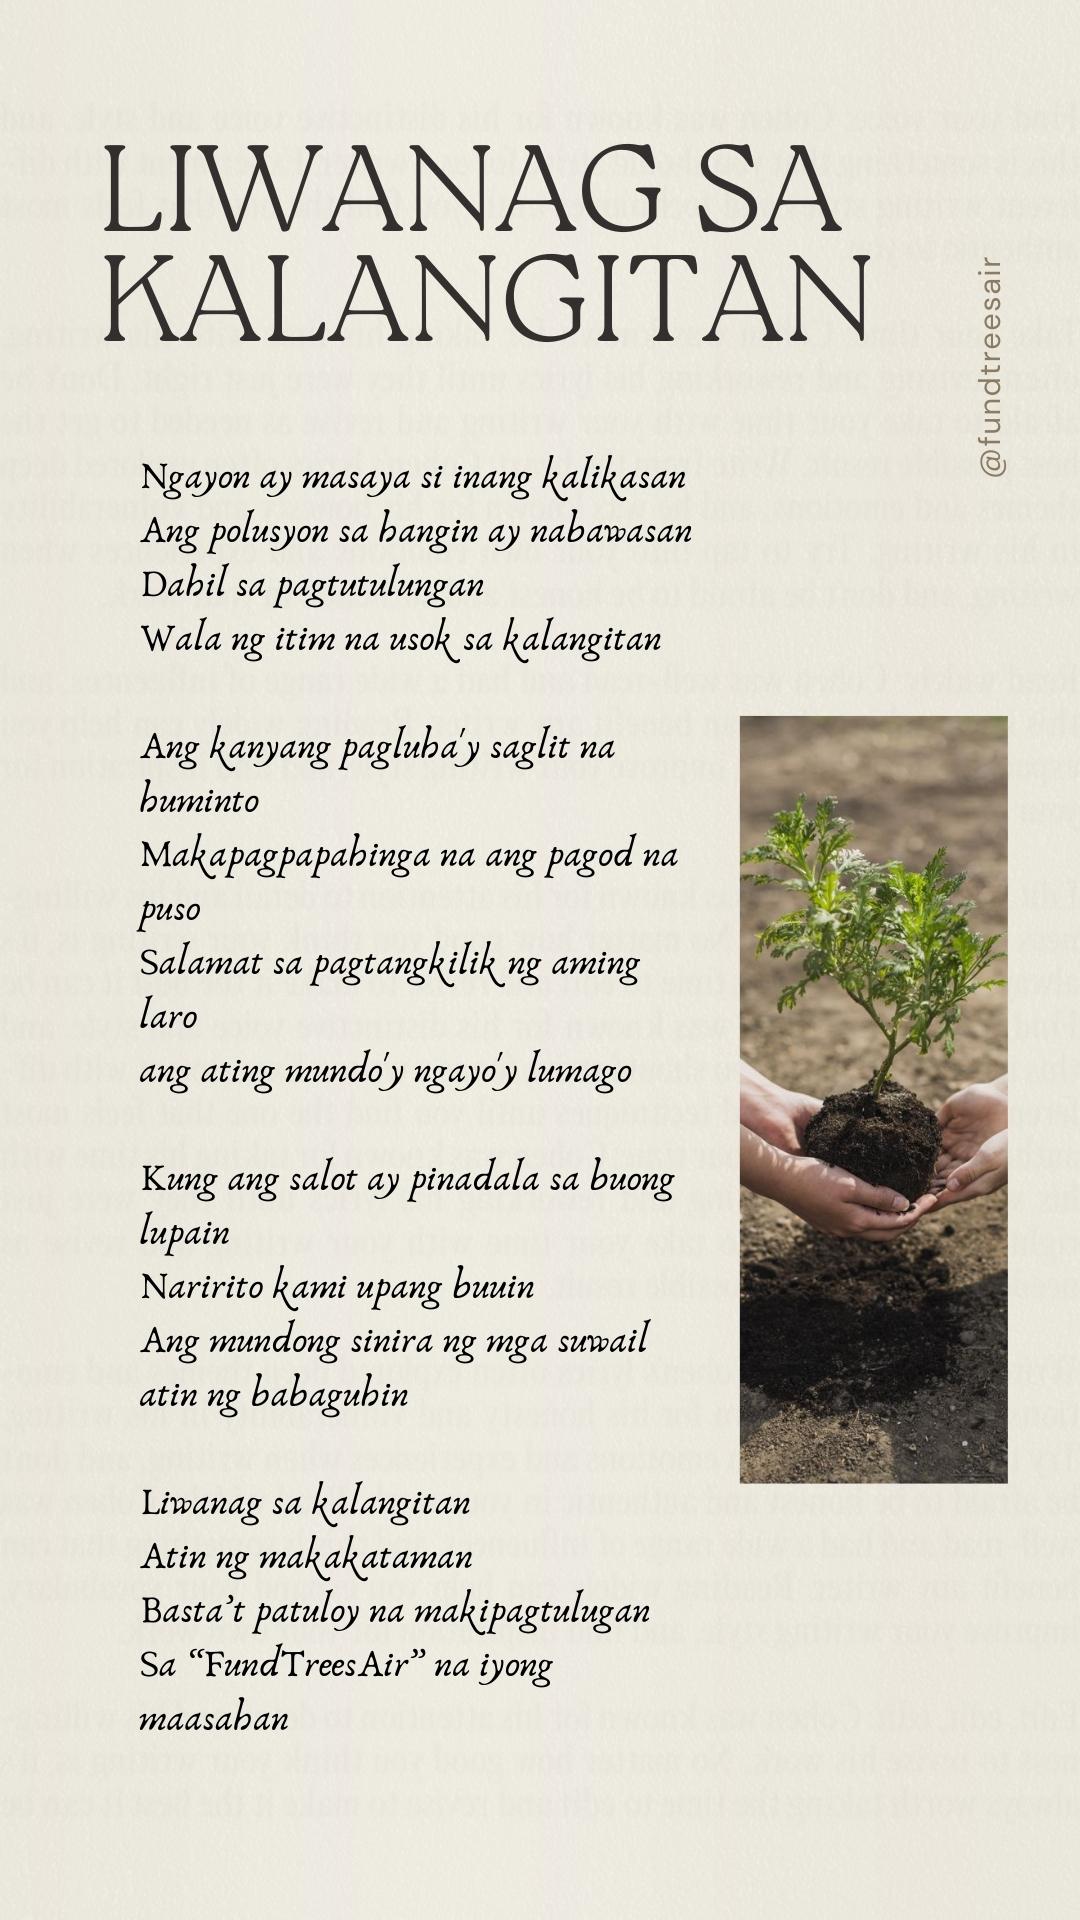 LIWANAG SA
KALANGITAN
@fundtreesair
Ngayon ay masaya si inang kalikasan
Ang polusyon sa hangin ay nabawasan
Dahil sa pagtutulungan
Wala ng itim na usok sa kalangitan
Ang kanyang pagluha'y saglit na
huminto
Makapagpapahinga na ang pagod na
puso
Salamat sa pagtangkilik ng aming
laro
ang ating mundo'y ngayo'y lumago
Kung ang salot ay pinadala sa buong
lupain
Naririto kami upang buuin
Ang mundong sinira ng mga suwail
atin ng babaguhin
Liwanag sa kalangitan
Atin ng makakataman
Basta’t patuloy na makipagtulugan
Sa “FundTreesAir” na iyong
maasahan